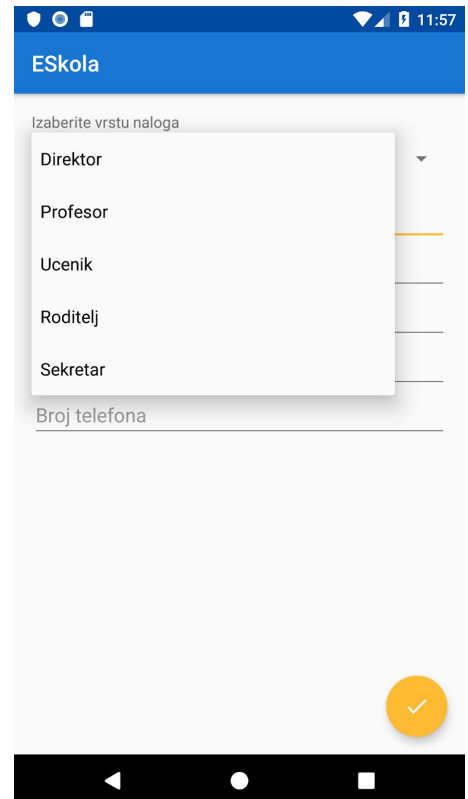 11:57
ESkola
Izaberite vrstu naloga
Direktor
Profesor
Ucenik
Roditelj
Sekretar
Broj telefona